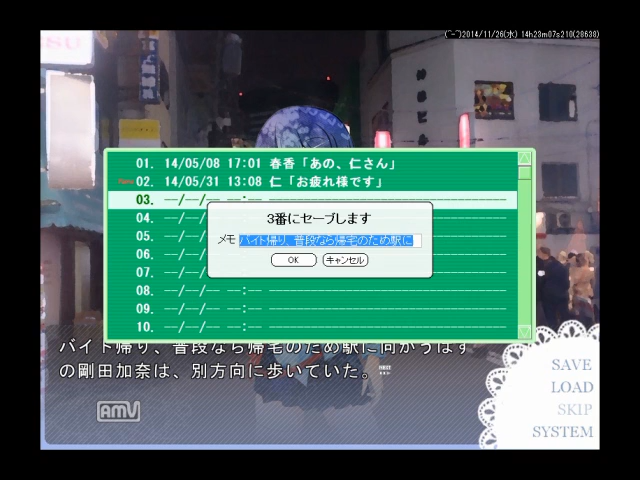 (^-^)2014/11/26(水) 14h23m07s210(28630)
01. 14/05/08 17:01 春香「あの、仁さん」
02. 14/05/31 13:08 仁「お疲れ様です」
03. --/--/-- --:--
04. --/--/-- --:--
05. --/--/-- --:--
06. --/--/-- --:--
07. --/--/-- --:--
08. --/--/-- --:--
09. --/--/-- --:--
10. --/--/-- --:--
3番にセーブします
メモ バイト帰り、普段なら帰宅のため駅に
OK キャンセル
バイト帰り、普段なら帰宅のため駅に向かうはず
の剛田加奈は、別方向に歩いていた。
AMV
SAVE
LOAD
SKIP
SYSTEM